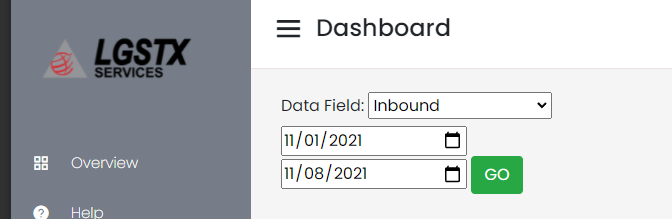 LGSTX
SERVICES
Overview
Help
Dashboard
Data Field: Inbound
11/01/2021
11/08/2021
GO